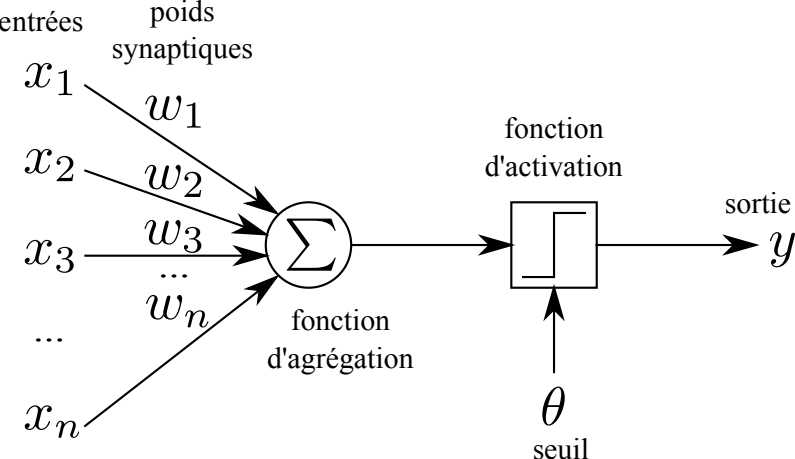 entrées
poids
synaptiques
x1
w1
x2
w2
x3
w3
...
wn
...
xn
Σ
fonction
d'agrégation
fonction
d'activation
θ
seuil
sortie
y